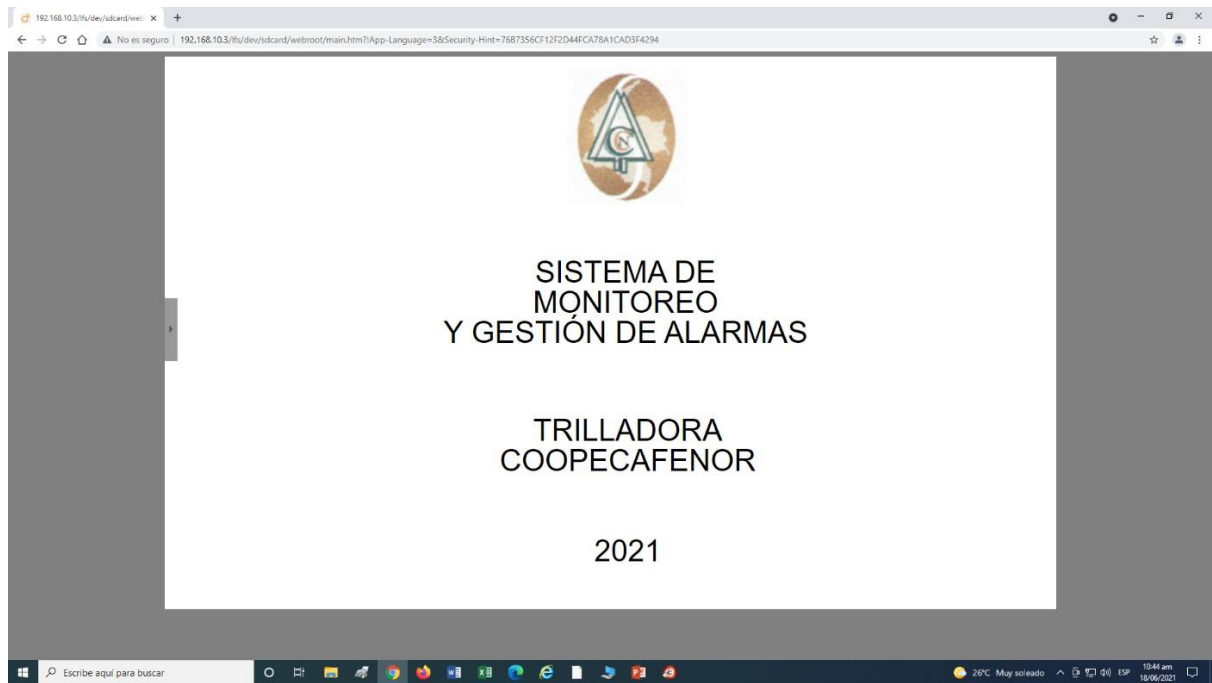 192.168.10.3/lfs/dev/sdcard/web
No es seguro | 192.168.10.3/lfs/dev/sdcard/webroot/main.htm?!App-Language=3&Security-Hint=7687356CF12F2D44FCA78A1CAD3F4294
C N
SISTEMA DE
MONITOREO
Y GESTIÓN DE ALARMAS
TRILLADORA
COOPECAFENOR
2021
Escribe aquí para buscar
26°C Muy soleado
ESP
10:44 am
18/06/2021